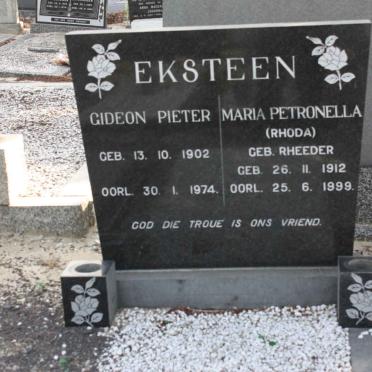 EKSTEEN
GIDEON PIETER
GEB. 13. 10. 1902
OORL. 30. 1. 1974.
MARIA PETRONELLA
(RHODA)
GEB. RHEEDER
GEB. 26. 11. 1912
OORL. 25. 6. 1999.
GOD DIE TROUE IS ONS VRIEND.